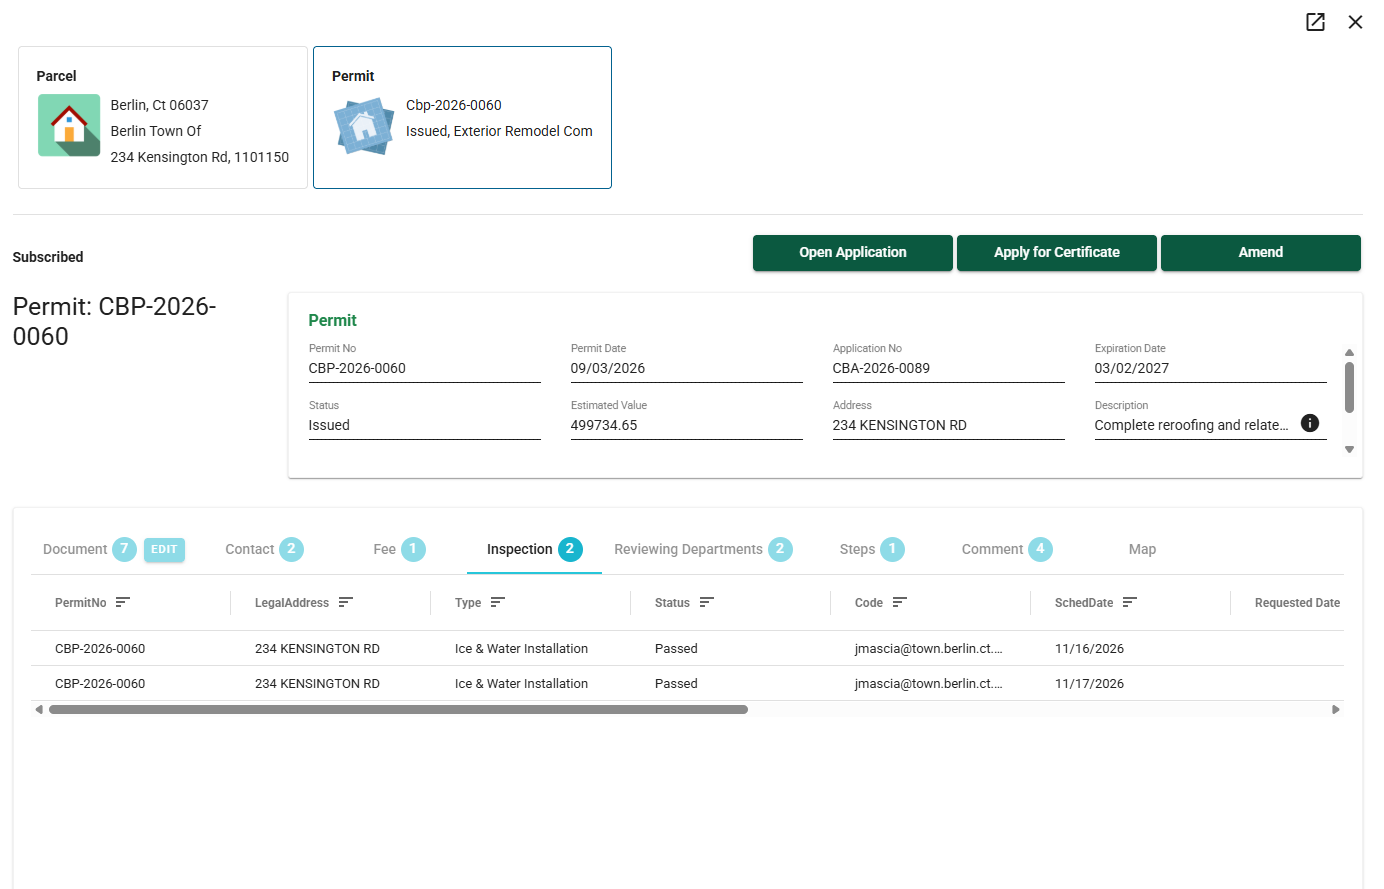 Parcel
Berlin, Ct 06037
Berlin Town Of
234 Kensington Rd, 1101150
Permit
Cbp-2026-0060
Issued, Exterior Remodel Com
Subscribed
Open Application
Apply for Certificate
Amend
Permit: CBP-2026-
0060
Permit
Permit No
CBP-2026-0060
Permit Date
09/03/2026
Application No
CBA-2026-0089
Expiration Date
03/02/2027
Status
Issued
Estimated Value
499734.65
Address
234 KENSINGTON RD
Description
Complete reroofing and relate...
Document 7 EDIT
Contact 2
Fee 1
Inspection 2
Reviewing Departments 2
Steps 1
Comment 4
Map
PermitNo LegalAddress Type Status Code SchedDate Requested Date
CBP-2026-0060 234 KENSINGTON RD Ice & Water Installation Passed jmascia@town.berlin.ct.... 11/16/2026
CBP-2026-0060 234 KENSINGTON RD Ice & Water Installation Passed jmascia@town.berlin.ct.... 11/17/2026